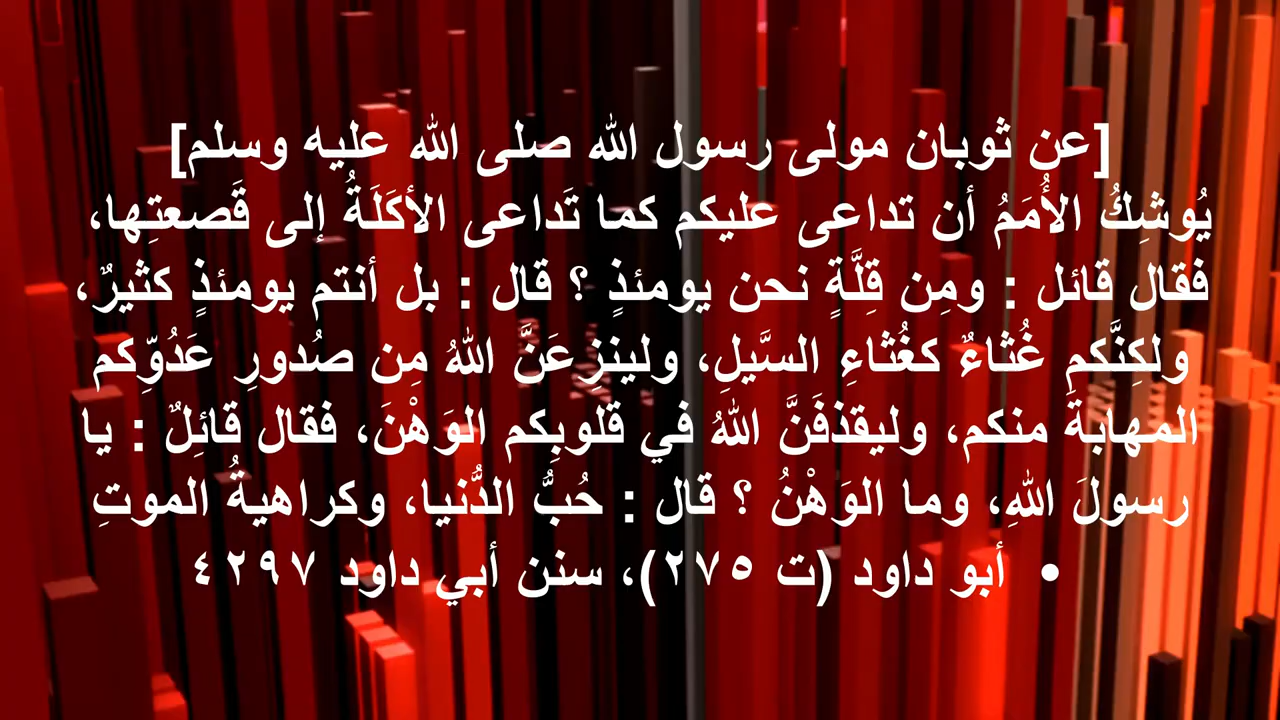 [عن ثوبان مولى رسول الله صلى الله عليه وسلم]
يُوشِكُ الأُمَمُ أن تداعى عليكم كما تَداعى الأكَلَةُ إلى قَصعتِها،
فقال قائل : ومِن قِلَّةٍ نحن يومئذٍ ؟ قال : بل أنتم يومئذٍ كثيرٌ،
ولكِنَّكم غُثاءٌ كغُثاءِ السَّيلِ، ولينزِعَنَّ اللهُ مِن صُدورِ عَدُوِّكم
المهابةَ منكم، وليقذفَنَّ اللهُ في قلوبِكم الوَهْنَ، فقال قائِلٌ : يا
رسولَ اللهِ، وما الوَهْنُ ؟ قال : حُبُّ الدُّنيا، وكراهيةُ الموتِ
• أبو داود (ت ٢٧٥)، سنن أبي داود ٤٢٩٧